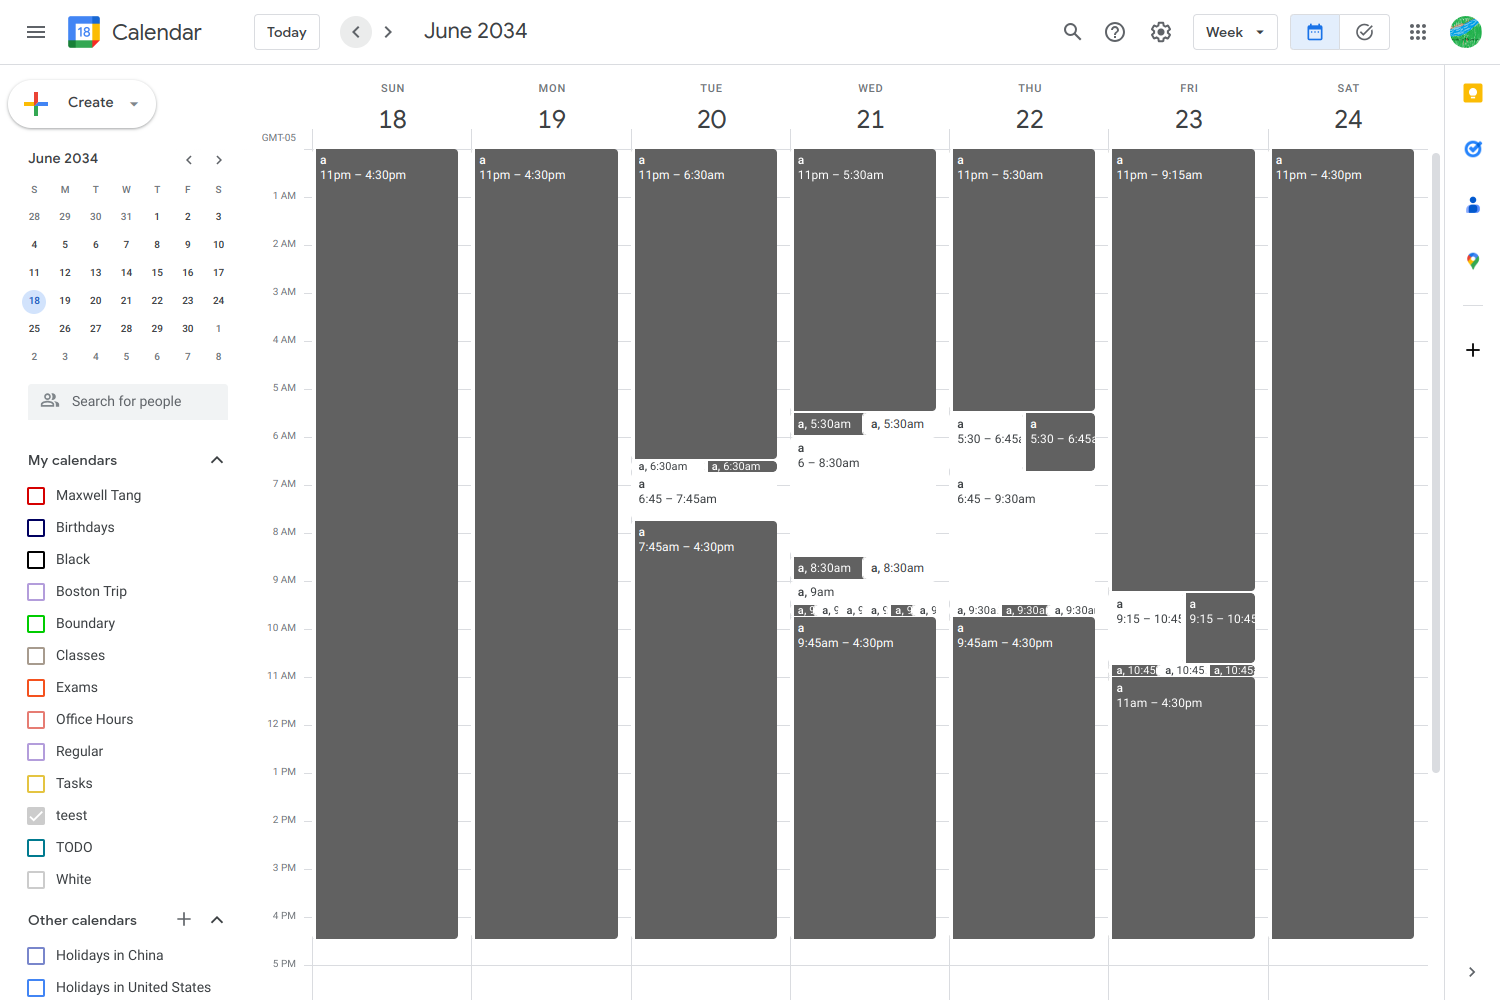 18
Calendar
Today
June 2034
Week
Create
June 2034
S M T W T F S
28 29 30 31 1 2 3
4 5 6 7 8 9 10
11 12 13 14 15 16 17
18 19 20 21 22 23 24
25 26 27 28 29 30 1
2 3 4 5 6 7 8
Search for people
My calendars
Maxwell Tang
Birthdays
Black
Boston Trip
Boundary
Classes
Exams
Office Hours
Regular
Tasks
teest
TODO
White
Other calendars
Holidays in China
Holidays in United States
GMT-05
SUN
18
MON
19
TUE
20
WED
21
THU
22
FRI
23
SAT
24
1 AM
2 AM
3 AM
4 AM
5 AM
6 AM
7 AM
8 AM
9 AM
10 AM
11 AM
12 PM
1 PM
2 PM
3 PM
4 PM
5 PM
a
11pm – 4:30pm
a
11pm – 4:30pm
a
11pm – 6:30am
a, 6:30am
a, 6:30am
a
6:45 – 7:45am
a
7:45am – 4:30pm
a
11pm – 5:30am
a, 5:30am
a, 5:30am
a
6 – 8:30am
a, 8:30am
a, 8:30am
a, 9am
a, 9
a, 9
a, 9
a, 9
a, 9
a, 9
a
9:45am – 4:30pm
a
11pm – 5:30am
a
5:30 – 6:45a
a
5:30 – 6:45a
a
6:45 – 9:30am
a, 9:30a
a, 9:30a
a, 9:30a
a
9:45am – 4:30pm
a
11pm – 9:15am
a
9:15 – 10:45
a
9:15 – 10:45
a, 10:45
a, 10:45
a, 10:45
a
11am – 4:30pm
a
11pm – 4:30pm